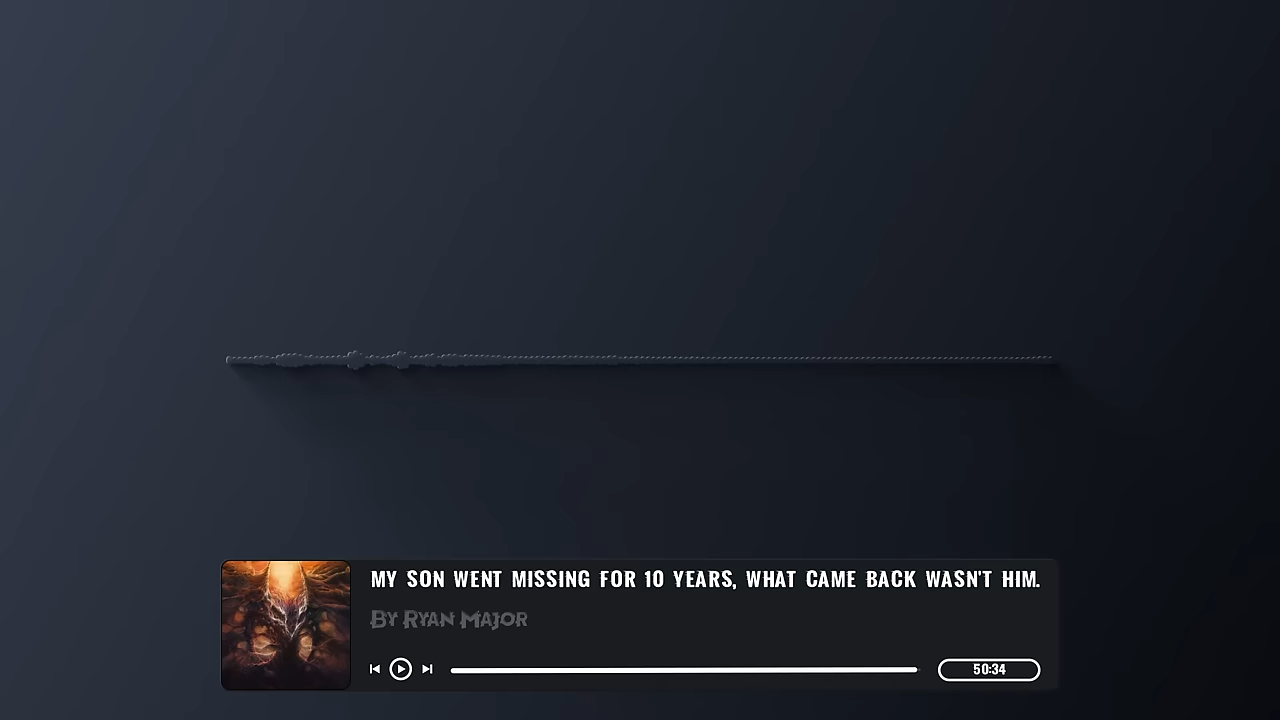 MY SON WENT MISSING FOR 10 YEARS, WHAT CAME BACK WASN'T HIM.
BY RYAN MAJOR
50:34